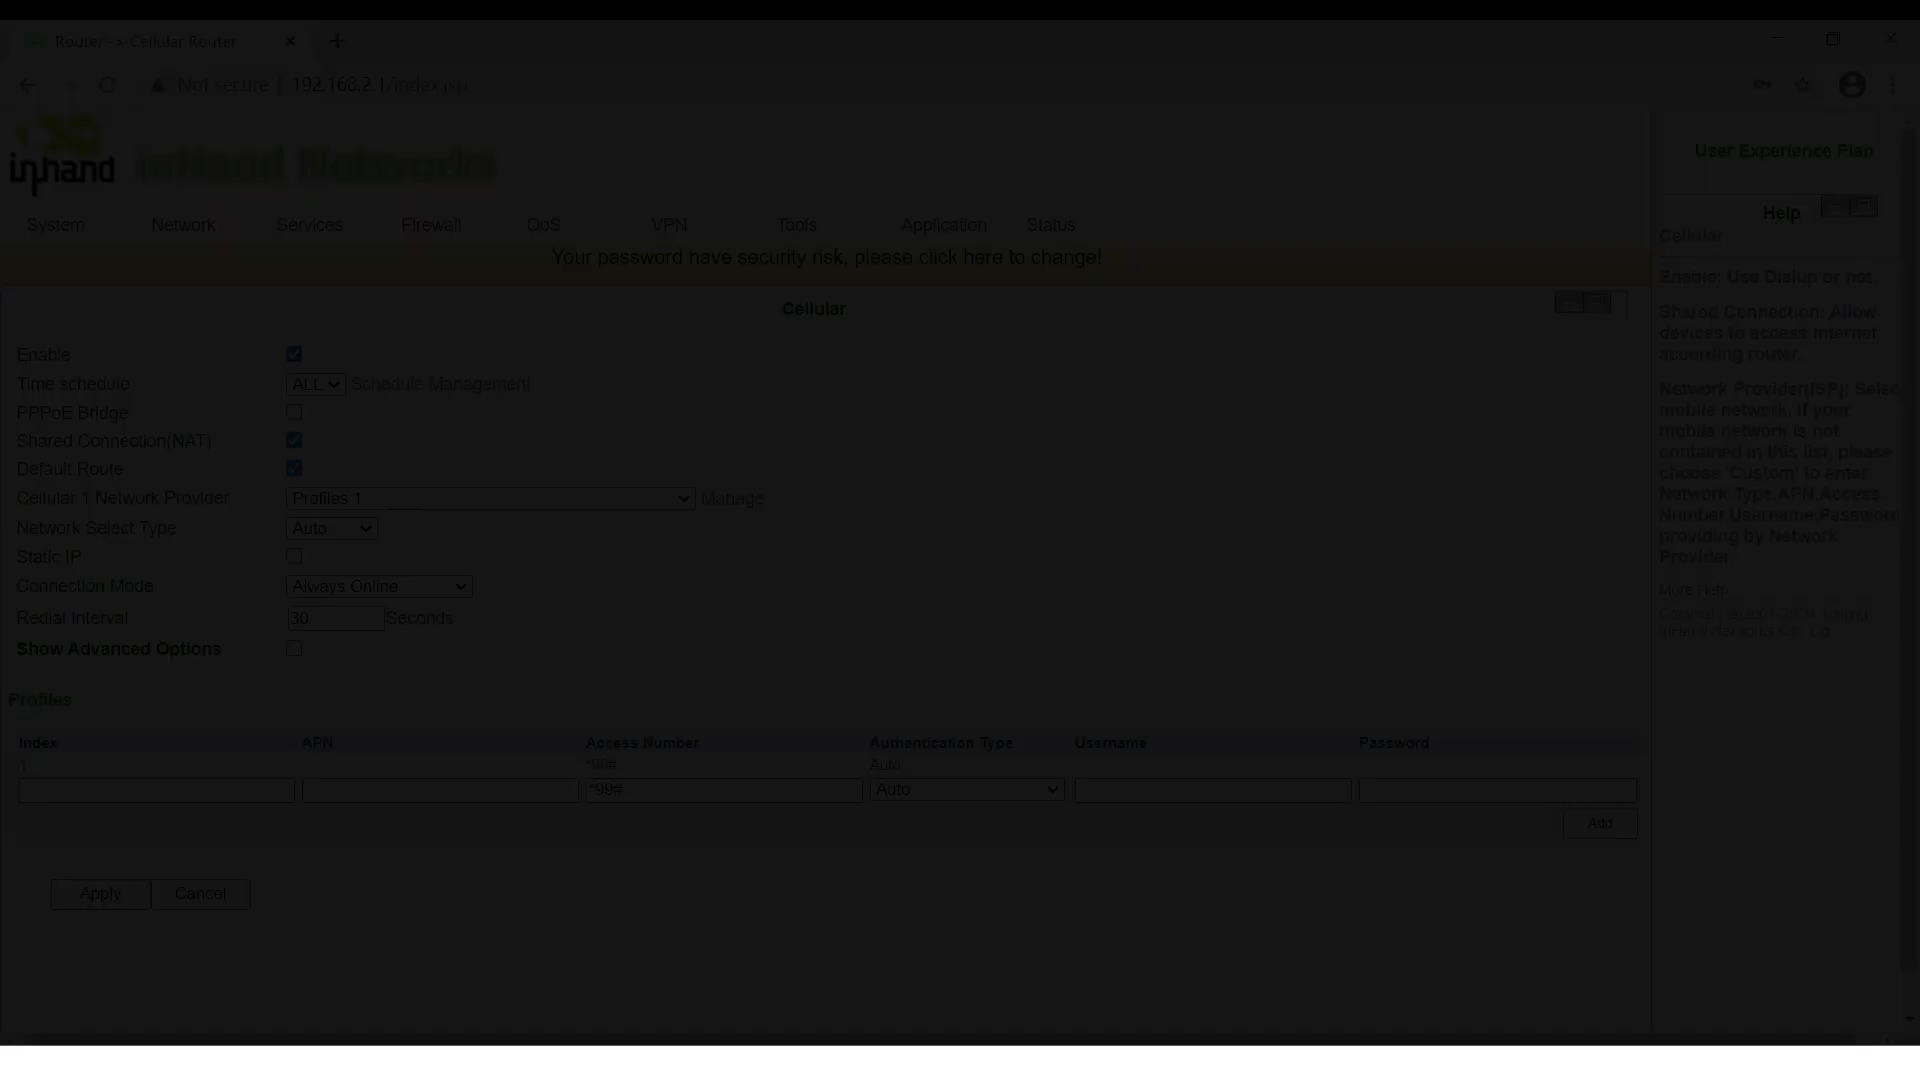 Router --> Cellular Router
Not secure 192.168.2.1/index.jsp
inhand InHand Networks
User Experience Plan
System Network Services Firewall QoS VPN Tools Application Status
Your password have security risk, please click here to change!
Cellular
Enable
Time schedule ALL Schedule Management
PPPoE Bridge
Shared Connection(NAT)
Default Route
Cellular 1 Network Provider Profiles 1 Manage
Network Select Type Auto
Static IP
Connection Mode Always Online
Redial Interval 30 Seconds
Show Advanced Options
Profiles
Index APN Access Number Authentication Type Username Password
1 *99# Auto
*99# Auto
Add
Apply Cancel
Help
Cellular
Enable: Use Dialup or not.
Shared Connection: Allow
devices to access Internet
according router.
Network Provider(ISP): Selec
mobile network. If your
mobile network is not
contained in this list, please
choose 'Custom' to enter
Network Type,APN,Access
Number,Username,Password
providing by Network
Provider.
More Help